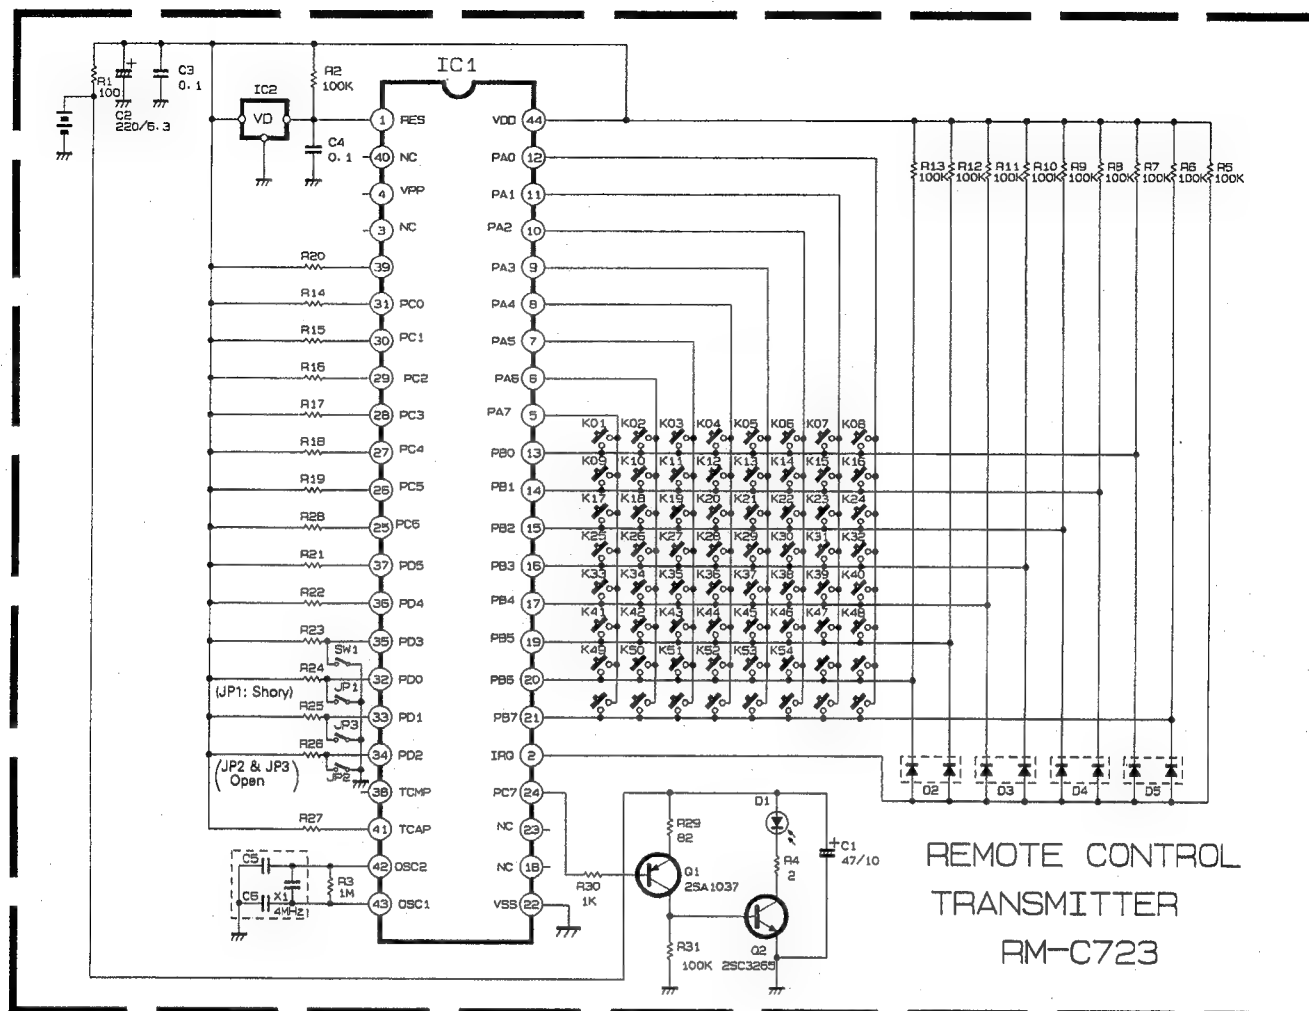 IC1
R1
100
C2
220/6.3
C3
0.1
IC2
VD
R2
100K
C4
0.1
1 RES
40 NC
4 VPP
3 NC
R20 39
R14 31 PC0
R15 30 PC1
R16 29 PC2
R17 28 PC3
R18 27 PC4
R19 26 PC5
R28 25 PC6
R21 37 PD5
R22 36 PD4
R23 35 PD3
SW1
R24 32 PD0
(JP1: Shory) JP1
R25 33 PD1
JP3
R26 34 PD2
(JP2 & JP3) JP2
Open
38 TCMP
R27 41 TCAP
C5 42 OSC2
R3
1M
C6 X1
4MHz
43 OSC1
VDD 44
PA0 12
PA1 11
PA2 10
PA3 9
PA4 8
PA5 7
PA6 6
PA7 5
PB0 13
PB1 14
PB2 15
PB3 16
PB4 17
PB5 19
PB6 20
PB7 21
IRQ 2
PC7 24
NC 23
NC 18
VSS 22
K01 K02 K03 K04 K05 K06 K07 K08
K09 K10 K11 K12 K13 K14 K15 K16
K17 K18 K19 K20 K21 K22 K23 K24
K25 K26 K27 K28 K29 K30 K31 K32
K33 K34 K35 K36 K37 K38 K39 K40
K41 K42 K43 K44 K45 K46 K47 K48
K49 K50 K51 K52 K53 K54
R13 R12 R11 R10 R9 R8 R7 R6 R5
100K 100K 100K 100K 100K 100K 100K 100K 100K
D2 D3 D4 D5
R29
82
D1
R4
2
C1
47/10
R30
1K
Q1
2SA1037
R31
100K
Q2
2SC3265
REMOTE CONTROL
TRANSMITTER
RM-C723